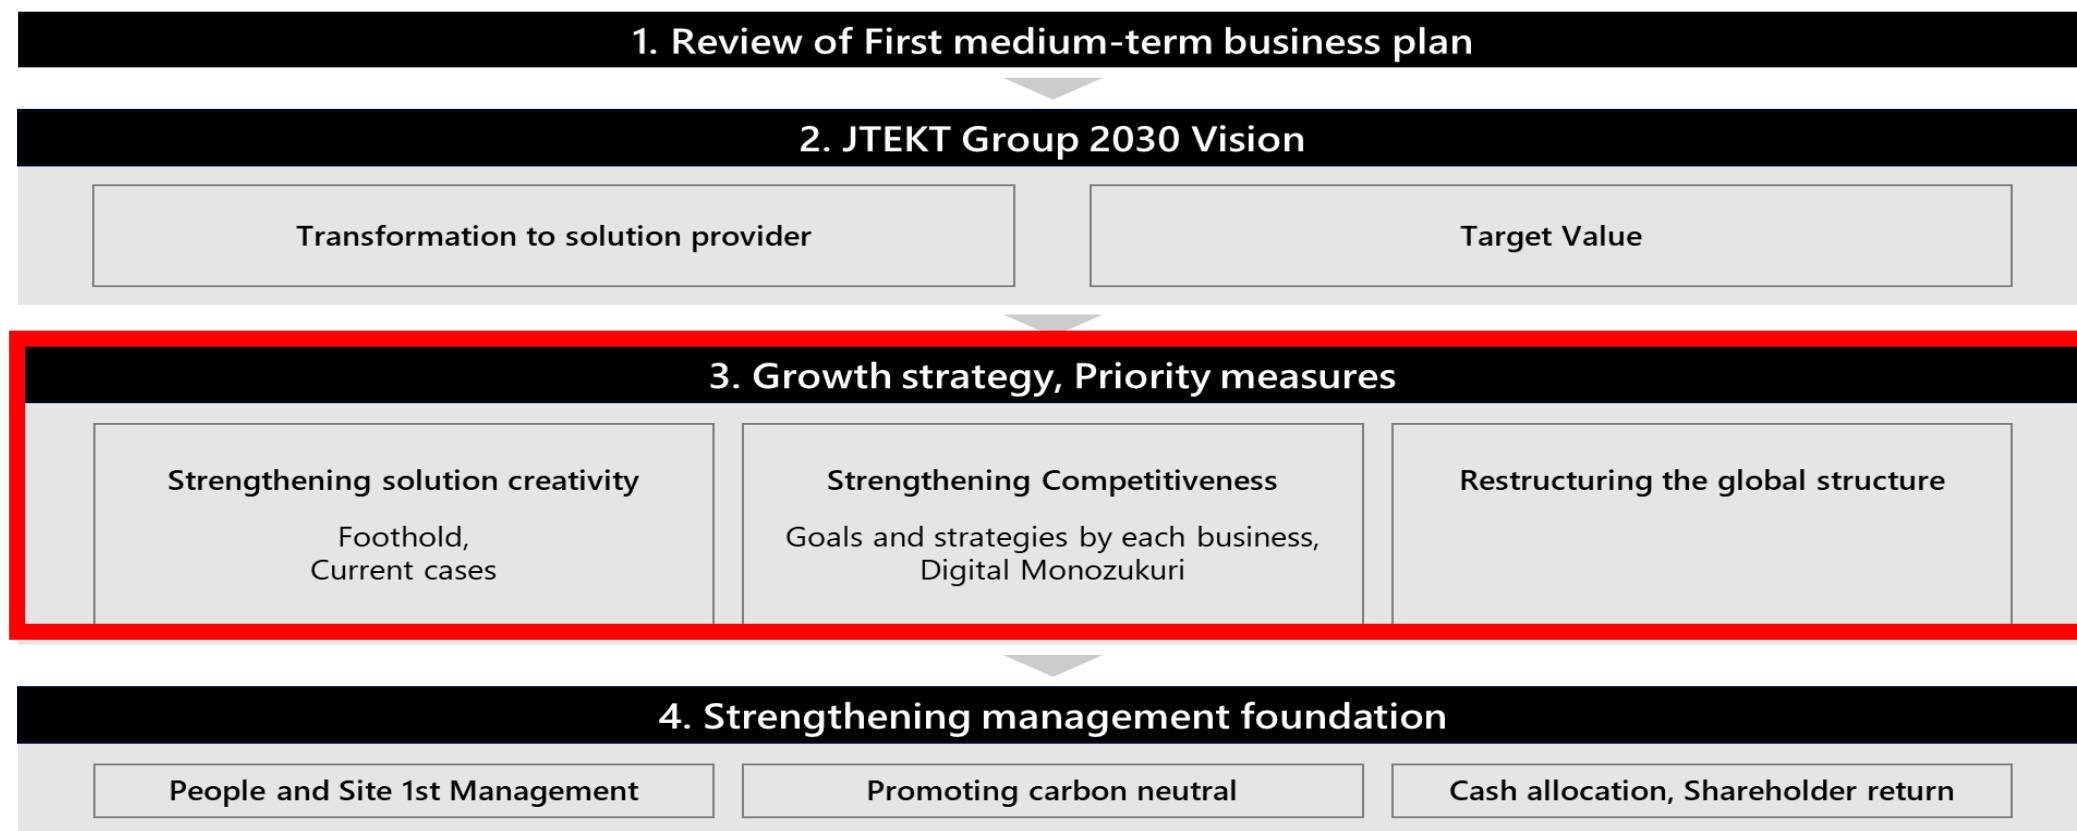 1. Review of First medium-term business plan
2. JTEKT Group 2030 Vision
Transformation to solution provider
Target Value
3. Growth strategy, Priority measures
Strengthening solution creativity
Foothold,
Current cases
Strengthening Competitiveness
Goals and strategies by each business,
Digital Monozukuri
Restructuring the global structure
4. Strengthening management foundation
People and Site 1st Management
Promoting carbon neutral
Cash allocation, Shareholder return